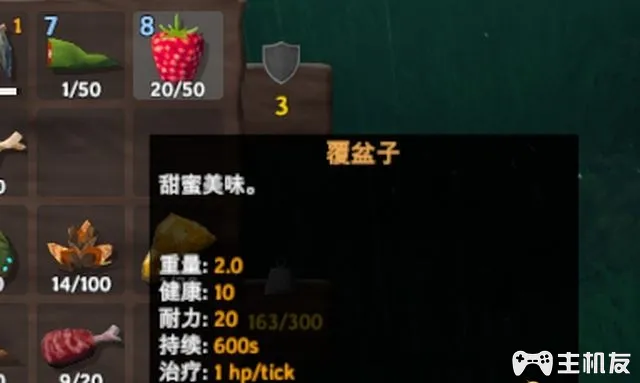 1
7
8
1/50
20/50
3
覆盆子
甜蜜美味。
重量: 2.0
14/100
健康: 10
耐力: 20 163/300
持续: 600s
治疗: 1 hp/tick
9/20
主机友